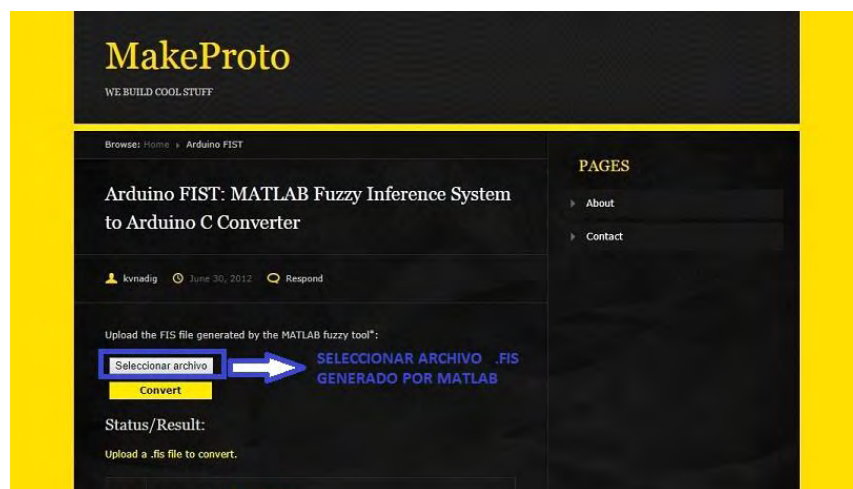 MakeProto
WE BUILD COOL STUFF
Browse: Home Arduino FIST
Arduino FIST: MATLAB Fuzzy Inference System
to Arduino C Converter
kvnadig June 30, 2012 Respond
Upload the FIS file generated by the MATLAB fuzzy tool*:
Seleccionar archivo
SELECCIONAR ARCHIVO .FIS
GENERADO POR MATLAB
Convert
Status/Result:
Upload a .fis file to convert.
PAGES
About
Contact